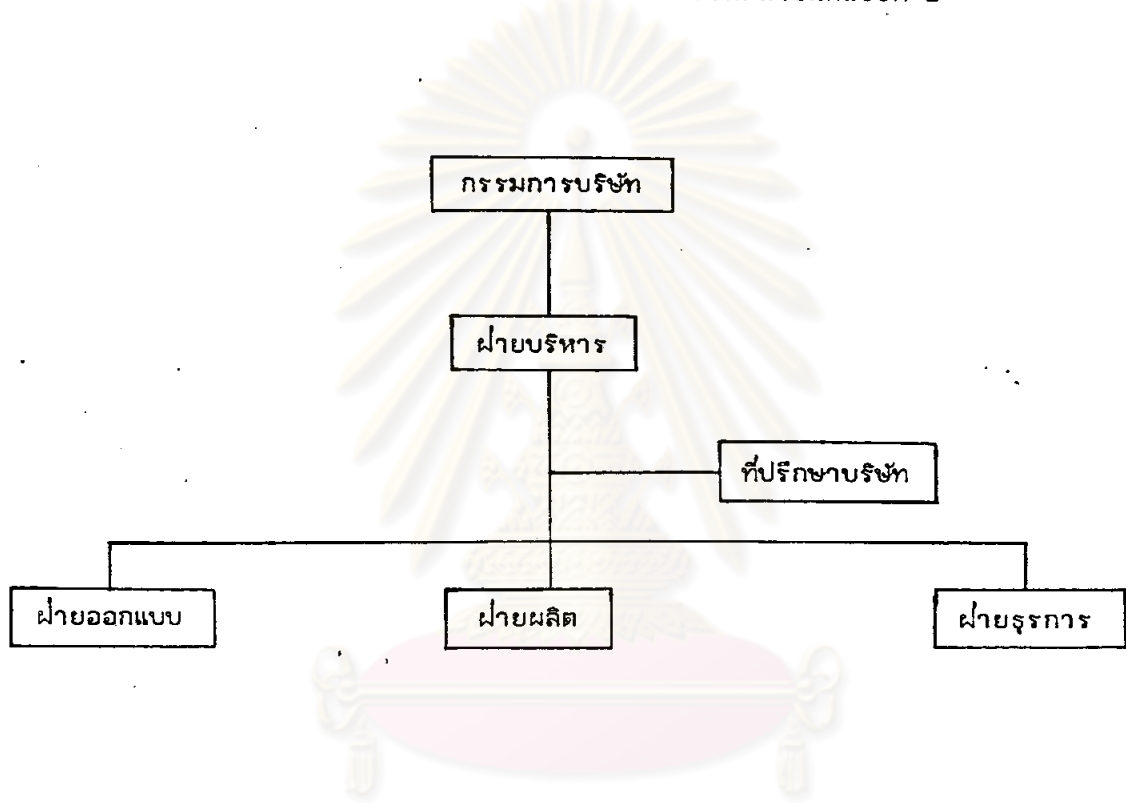 กรรมการบริษัท
ฝ่ายบริหาร
ที่ปรึกษาบริษัท
ฝ่ายออกแบบ
ฝ่ายผลิต
ฝ่ายธุรการ